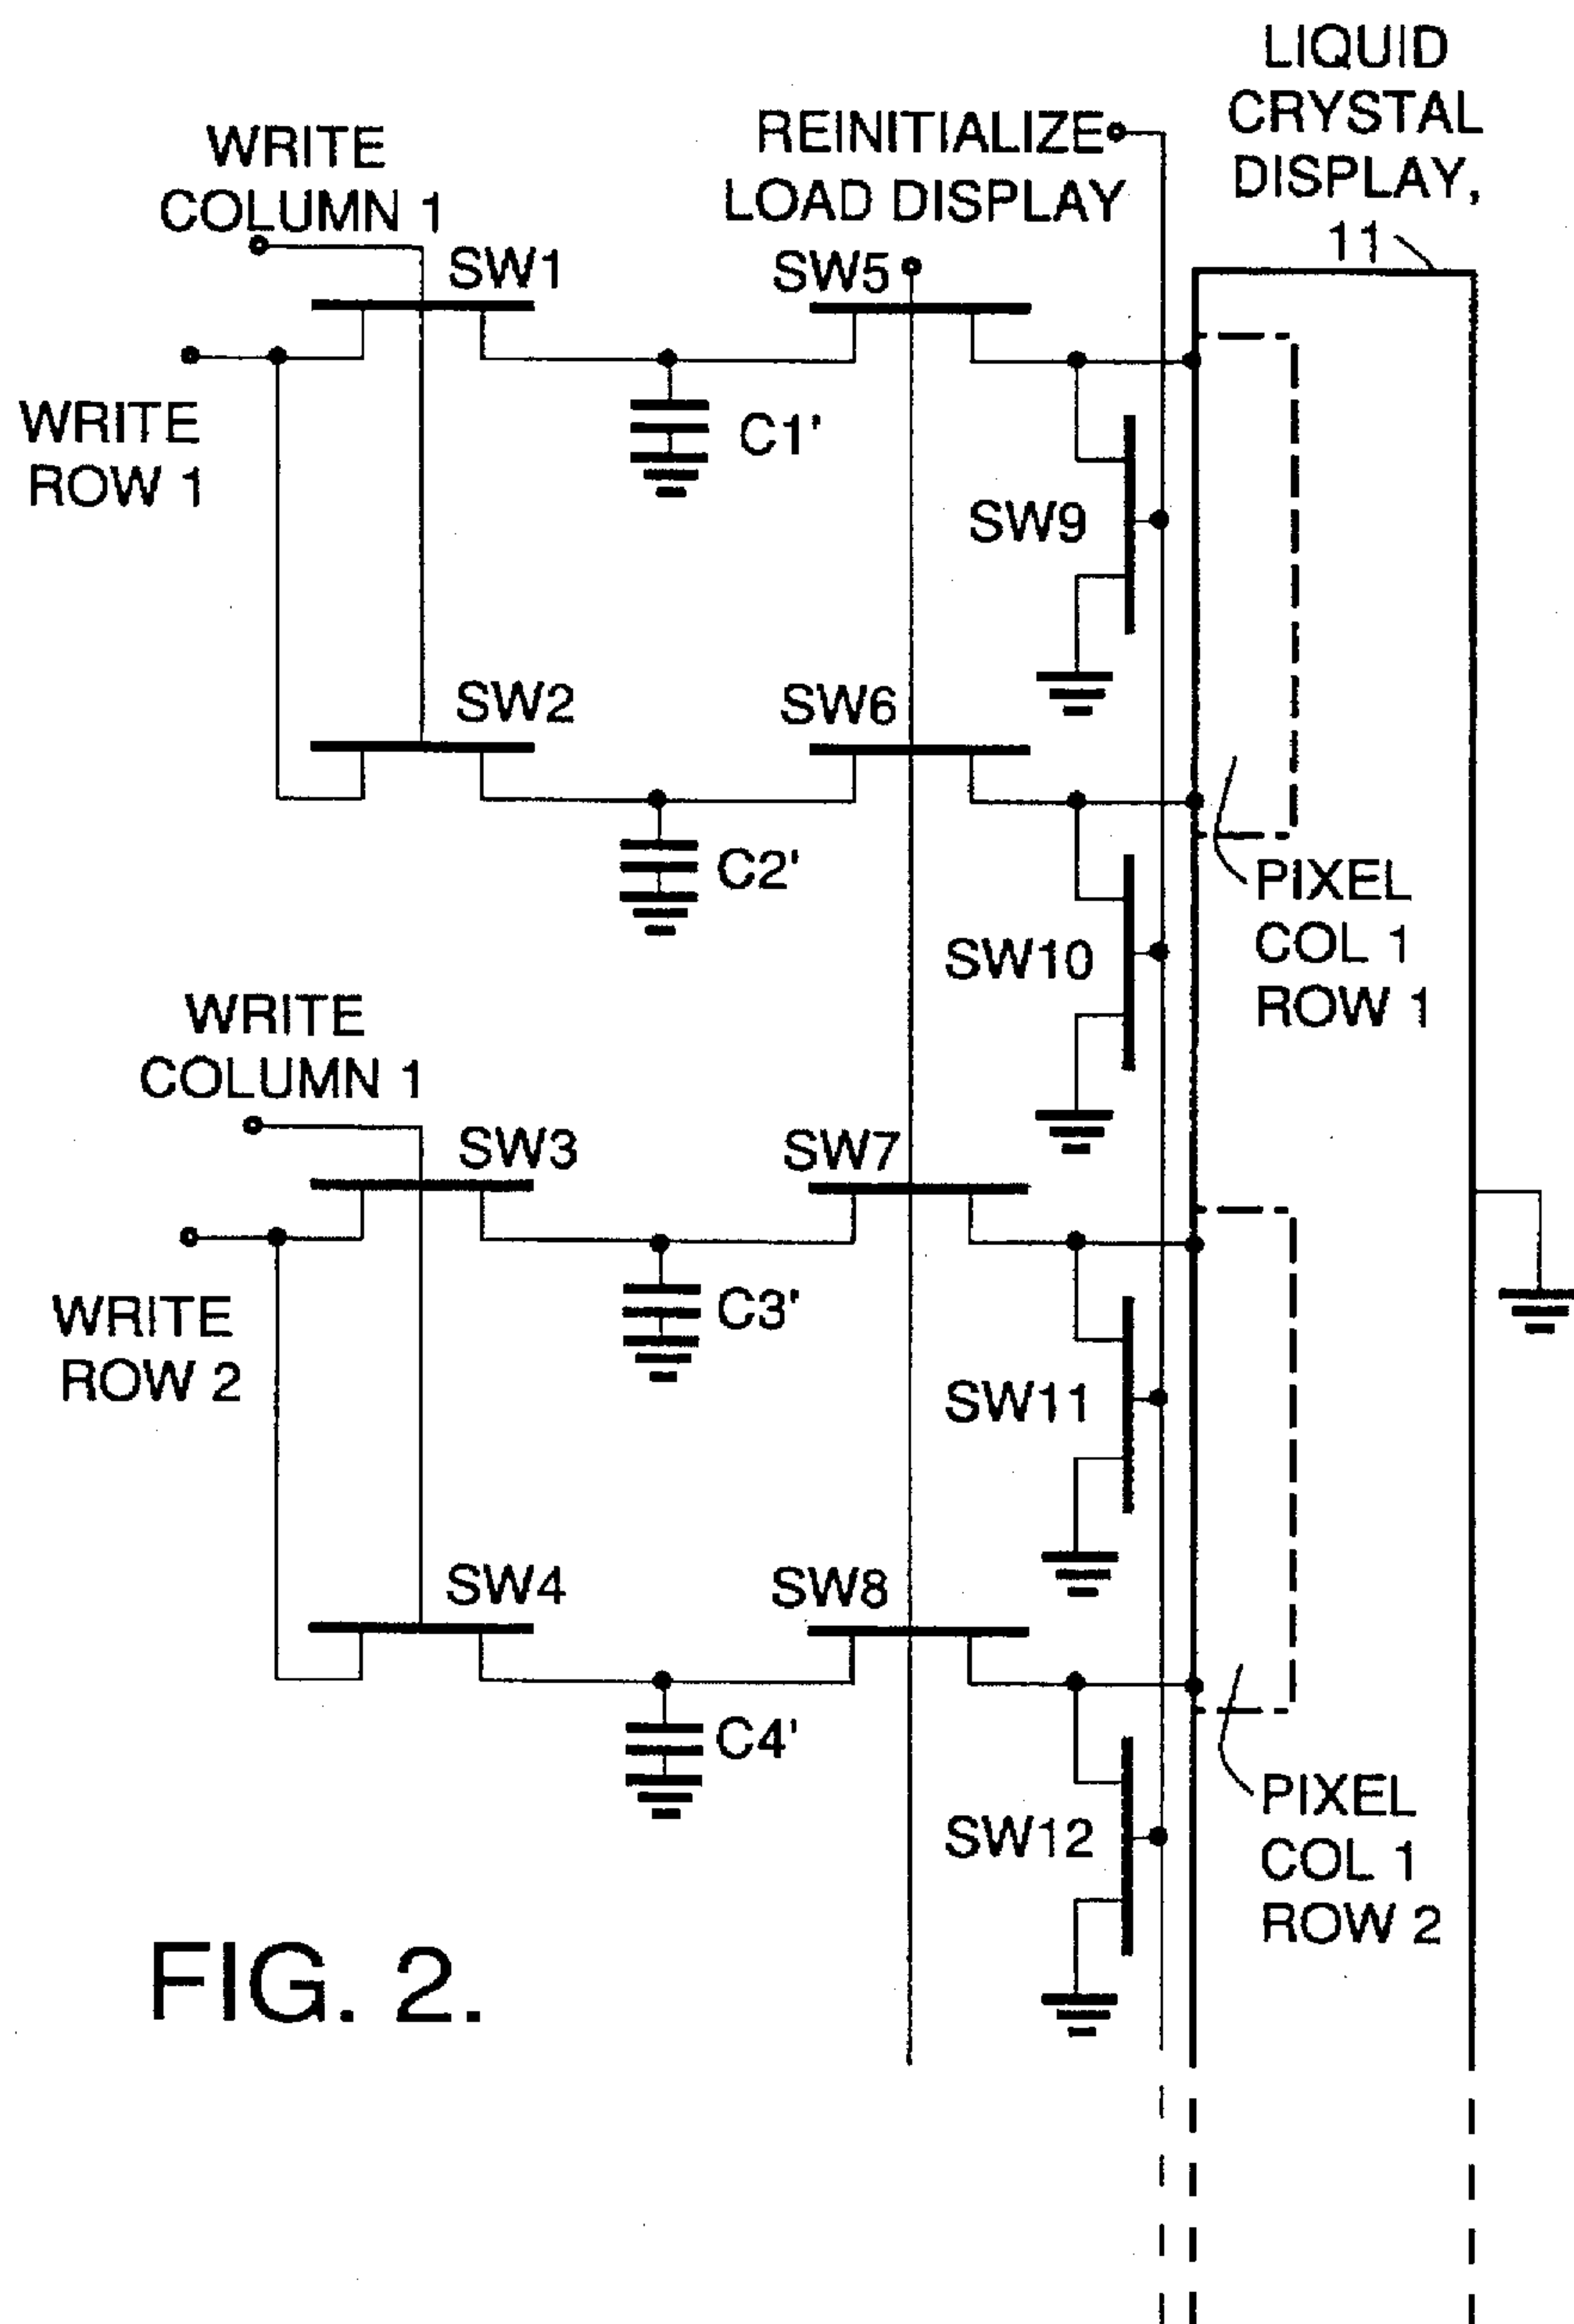 LIQUID
CRYSTAL
DISPLAY,
11
REINITIALIZE
LOAD DISPLAY
WRITE
COLUMN 1
SW1
SW5
WRITE
ROW 1
C1'
SW9
SW2
SW6
C2'
PIXEL
COL 1
ROW 1
SW10
WRITE
COLUMN 1
SW3
SW7
WRITE
ROW 2
C3'
SW11
SW4
SW8
C4'
PIXEL
COL 1
ROW 2
SW12
FIG. 2.